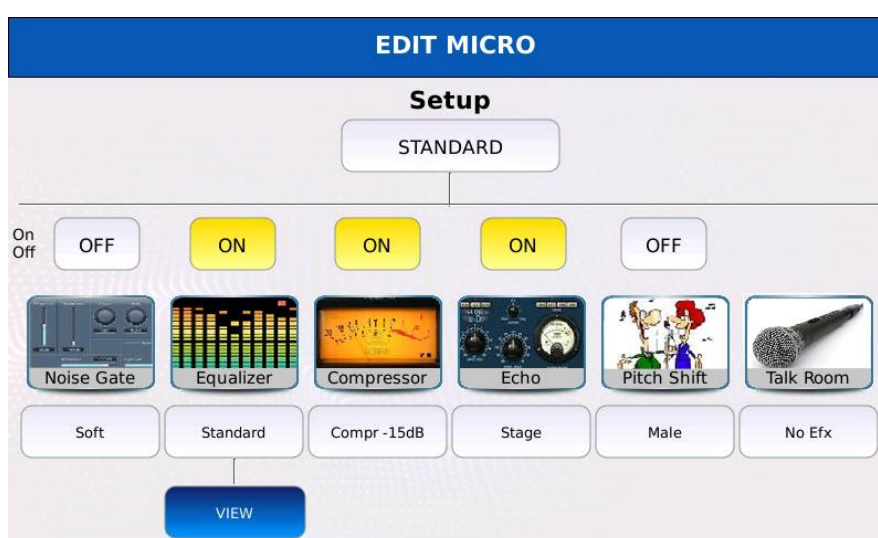 EDIT MICRO
Setup
STANDARD
On
Off
OFF
ON
ON
ON
OFF
Noise Gate
Equalizer
Compressor
Echo
Pitch Shift
Talk Room
Soft
Standard
Compr -15dB
Stage
Male
No Efx
VIEW